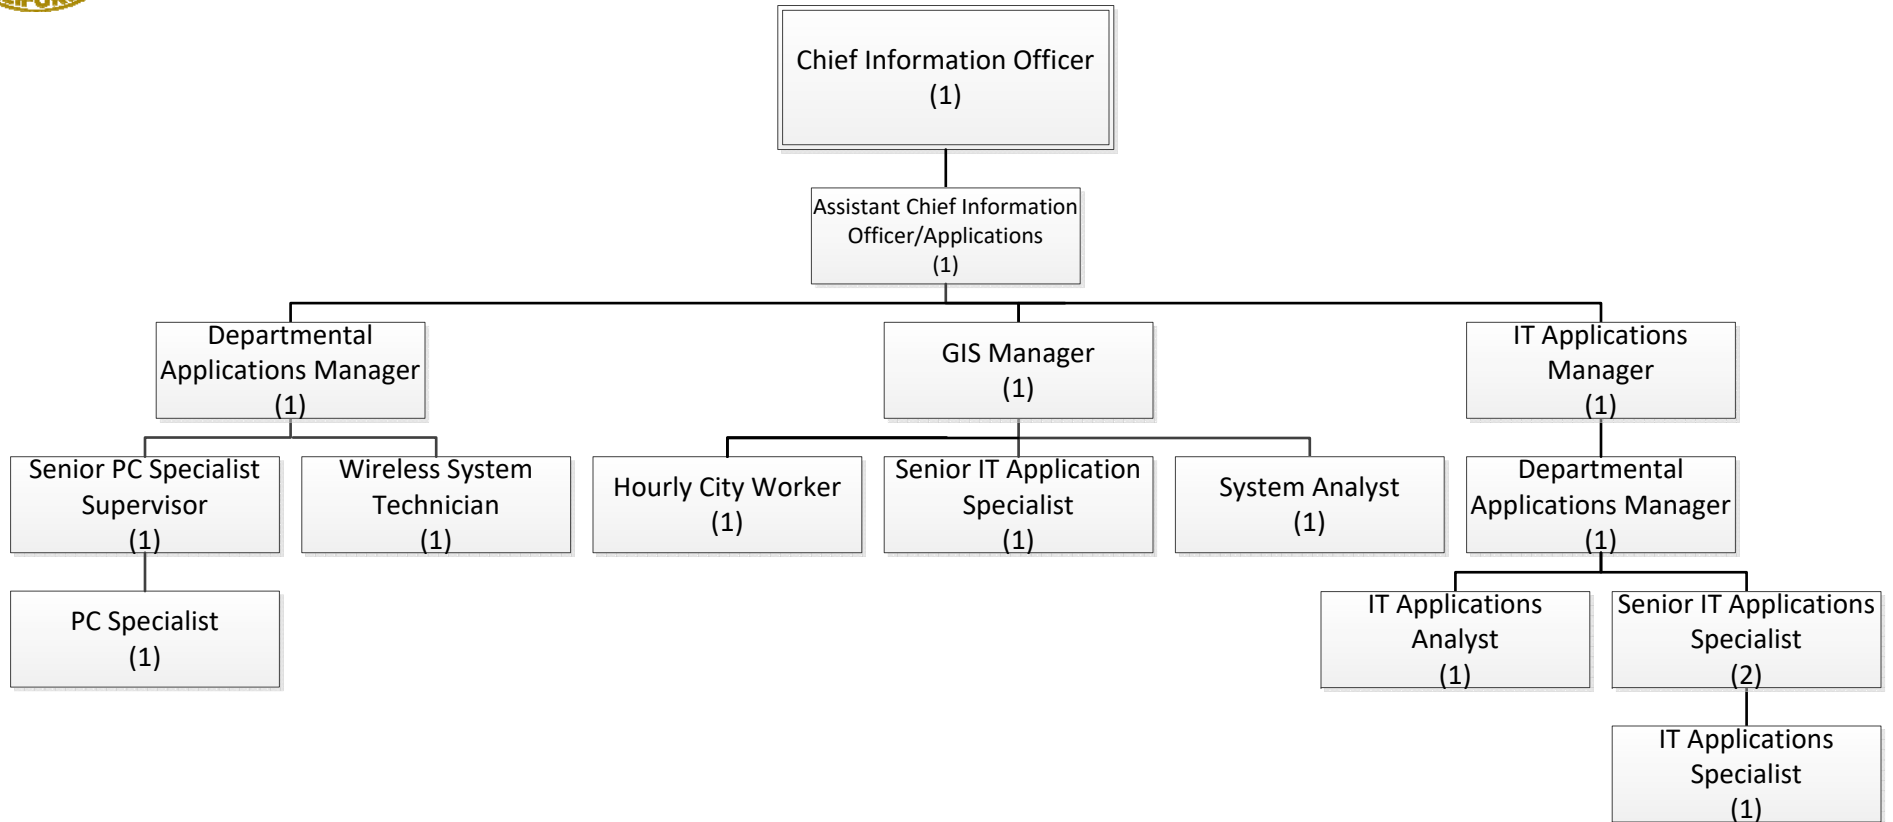 Chief Information Officer
(1)
Assistant Chief Information
Officer/Applications
(1)
Departmental
Applications Manager
(1)
GIS Manager
(1)
IT Applications
Manager
(1)
Senior PC Specialist
Supervisor
(1)
Wireless System
Technician
(1)
Hourly City Worker
(1)
Senior IT Application
Specialist
(1)
System Analyst
(1)
Departmental
Applications Manager
(1)
PC Specialist
(1)
IT Applications
Analyst
(1)
Senior IT Applications
Specialist
(2)
IT Applications
Specialist
(1)